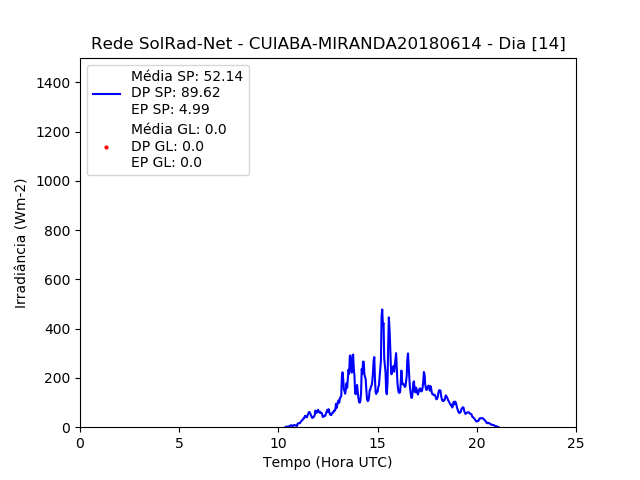 Rede SolRad-Net - CUIABA-MIRANDA20180614 - Dia [14]
Média SP: 52.14
DP SP: 89.62
EP SP: 4.99
Média GL: 0.0
DP GL: 0.0
EP GL: 0.0
1400
1200
1000
800
600
400
200
0
Irradiância (Wm-2)
0 5 10 15 20 25
Tempo (Hora UTC)